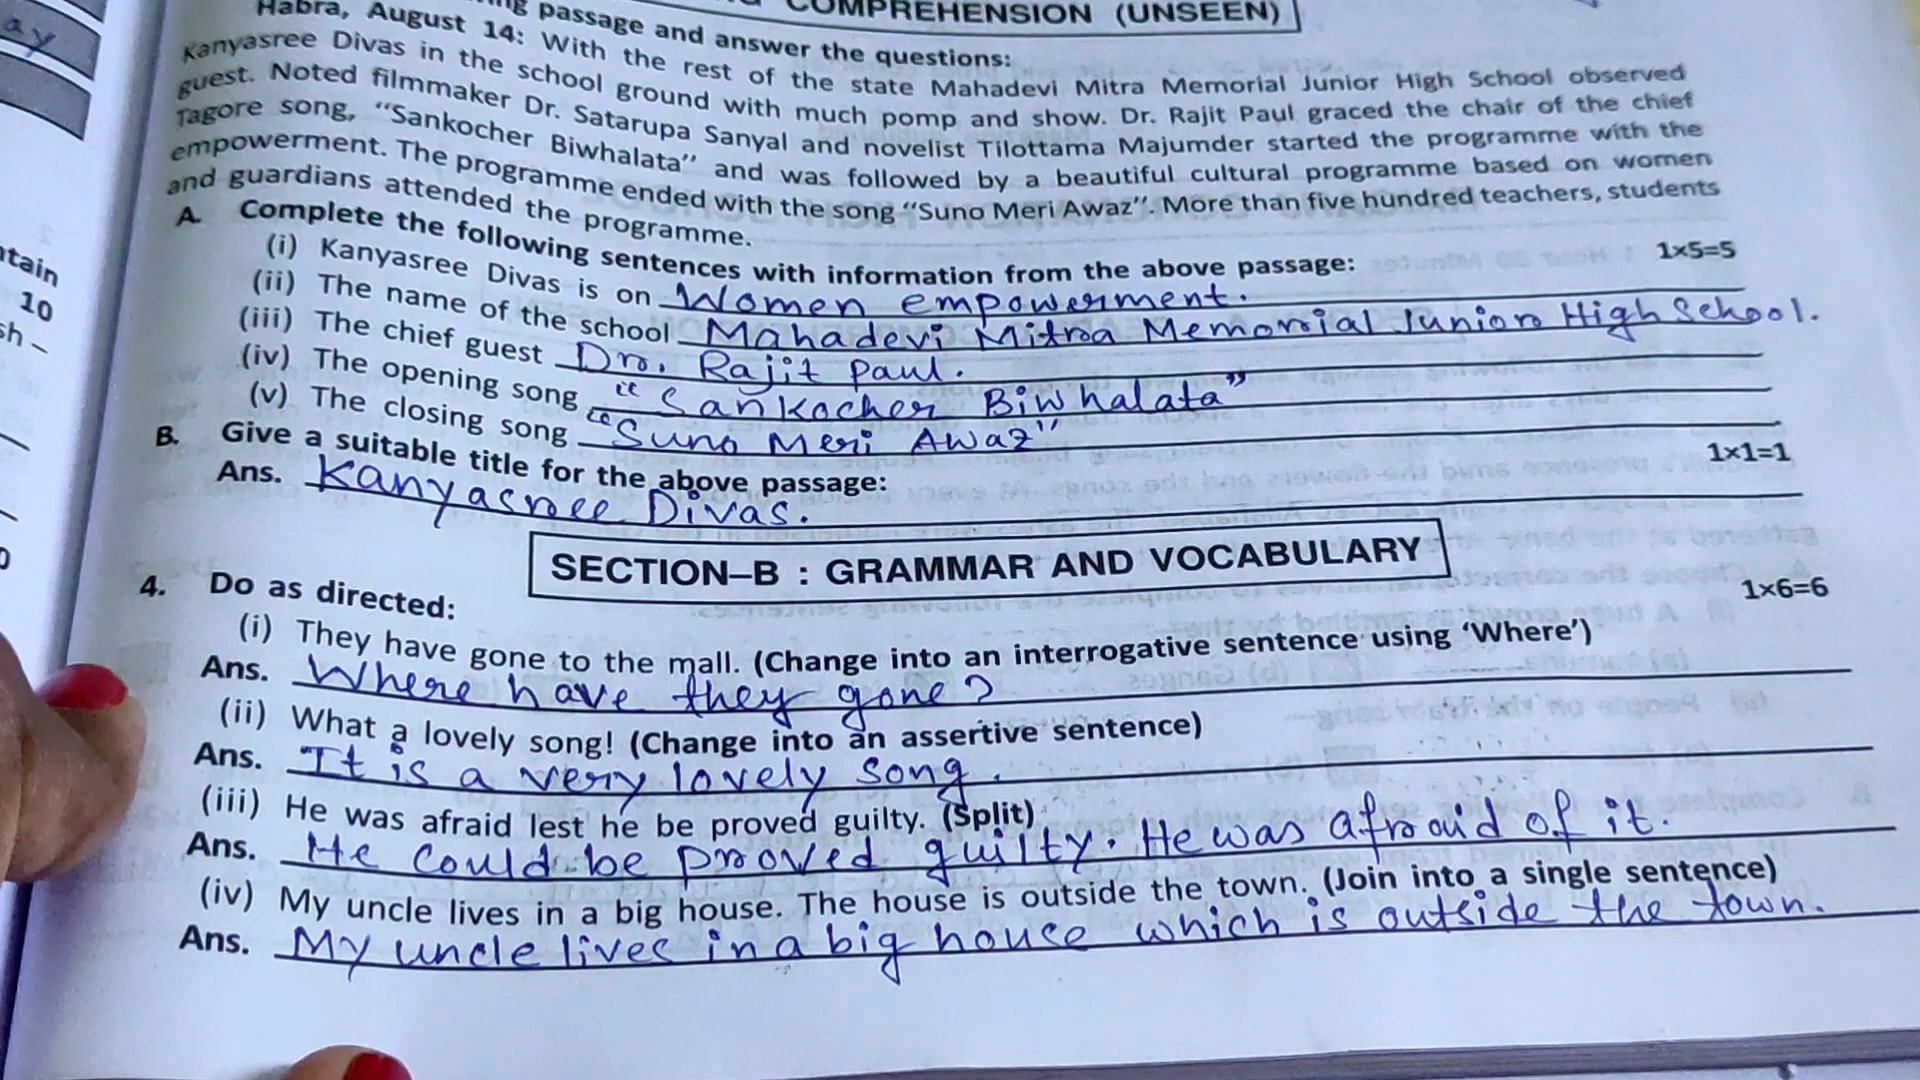 ay
COMPREHENSION (UNSEEN)
passage and answer the questions:
Habra, August 14: With the rest of the state Mahadevi Mitra Memorial Junior High School observed
Kanyasree Divas in the school ground with much pomp and show. Dr. Rajit Paul graced the chair of the chief
guest. Noted filmmaker Dr. Satarupa Sanyal and novelist Tilottama Majumder started the programme with the
Tagore song, "Sankocher Biwhalata" and was followed by a beautiful cultural programme based on women
empowerment. The programme ended with the song "Suno Meri Awaz". More than five hundred teachers, students
and guardians attended the programme.
A. Complete the following sentences with information from the above passage: 1x5=5
(i) Kanyasree Divas is on Women empowerment.
(ii) The name of the school Mahadevi Mitra Memorial Junior High School.
(iii) The chief guest Dr. Rajit Paul.
(iv) The opening song "Sankocher Biwhalata"
(v) The closing song "Suno Meri Awaz"
B. Give a suitable title for the above passage: 1x1=1
Ans. Kanyasree Divas.
SECTION–B : GRAMMAR AND VOCABULARY
4. Do as directed: 1x6=6
(i) They have gone to the mall. (Change into an interrogative sentence using 'Where')
Ans. Where have they gone?
(ii) What a lovely song! (Change into an assertive sentence)
Ans. It is a very lovely song.
(iii) He was afraid lest he be proved guilty. (Split)
Ans. He could be proved guilty. He was afraid of it.
(iv) My uncle lives in a big house. The house is outside the town. (Join into a single sentence)
Ans. My uncle lives in a big house which is outside the town.
tain
10